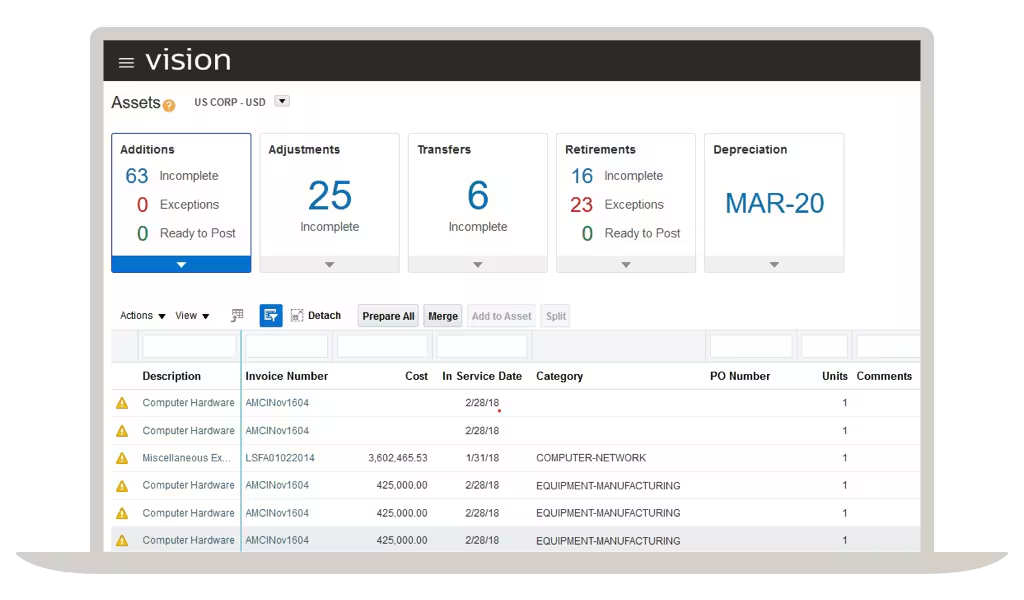 vision
Assets ? US CORP - USD
Additions
63 Incomplete
0 Exceptions
0 Ready to Post
Adjustments
25
Incomplete
Transfers
6
Incomplete
Retirements
16 Incomplete
23 Exceptions
0 Ready to Post
Depreciation
MAR-20
Actions View Detach Prepare All Merge Add to Asset Split
Description Invoice Number Cost In Service Date Category PO Number Units Comments
Computer Hardware AMCINov1604 2/28/18 1
Computer Hardware AMCINov1604 2/28/18 1
Miscellaneous Ex... LSFA01022014 3,602,465.53 1/31/18 COMPUTER-NETWORK 1
Computer Hardware AMCINov1604 425,000.00 2/28/18 EQUIPMENT-MANUFACTURING 1
Computer Hardware AMCINov1604 425,000.00 2/28/18 EQUIPMENT-MANUFACTURING 1
Computer Hardware AMCINov1604 425,000.00 2/28/18 EQUIPMENT-MANUFACTURING 1